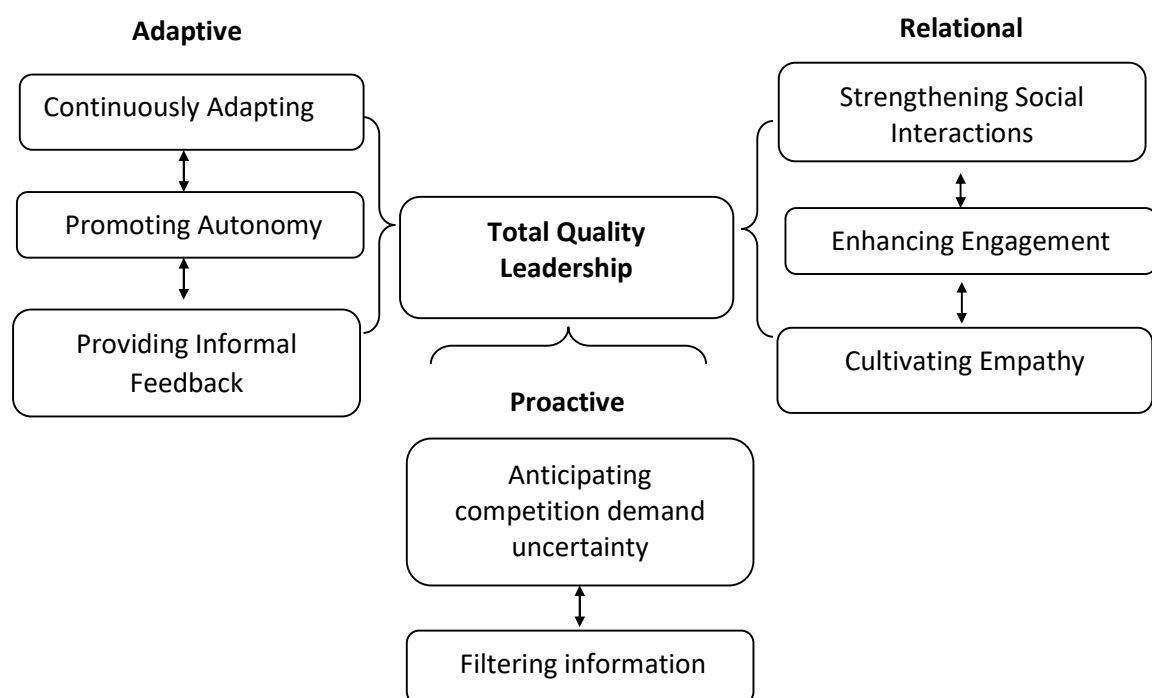 Adaptive
Continuously Adapting
Promoting Autonomy
Providing Informal
Feedback
Total Quality
Leadership
Relational
Strengthening Social
Interactions
Enhancing Engagement
Cultivating Empathy
Proactive
Anticipating
competition demand
uncertainty
Filtering information